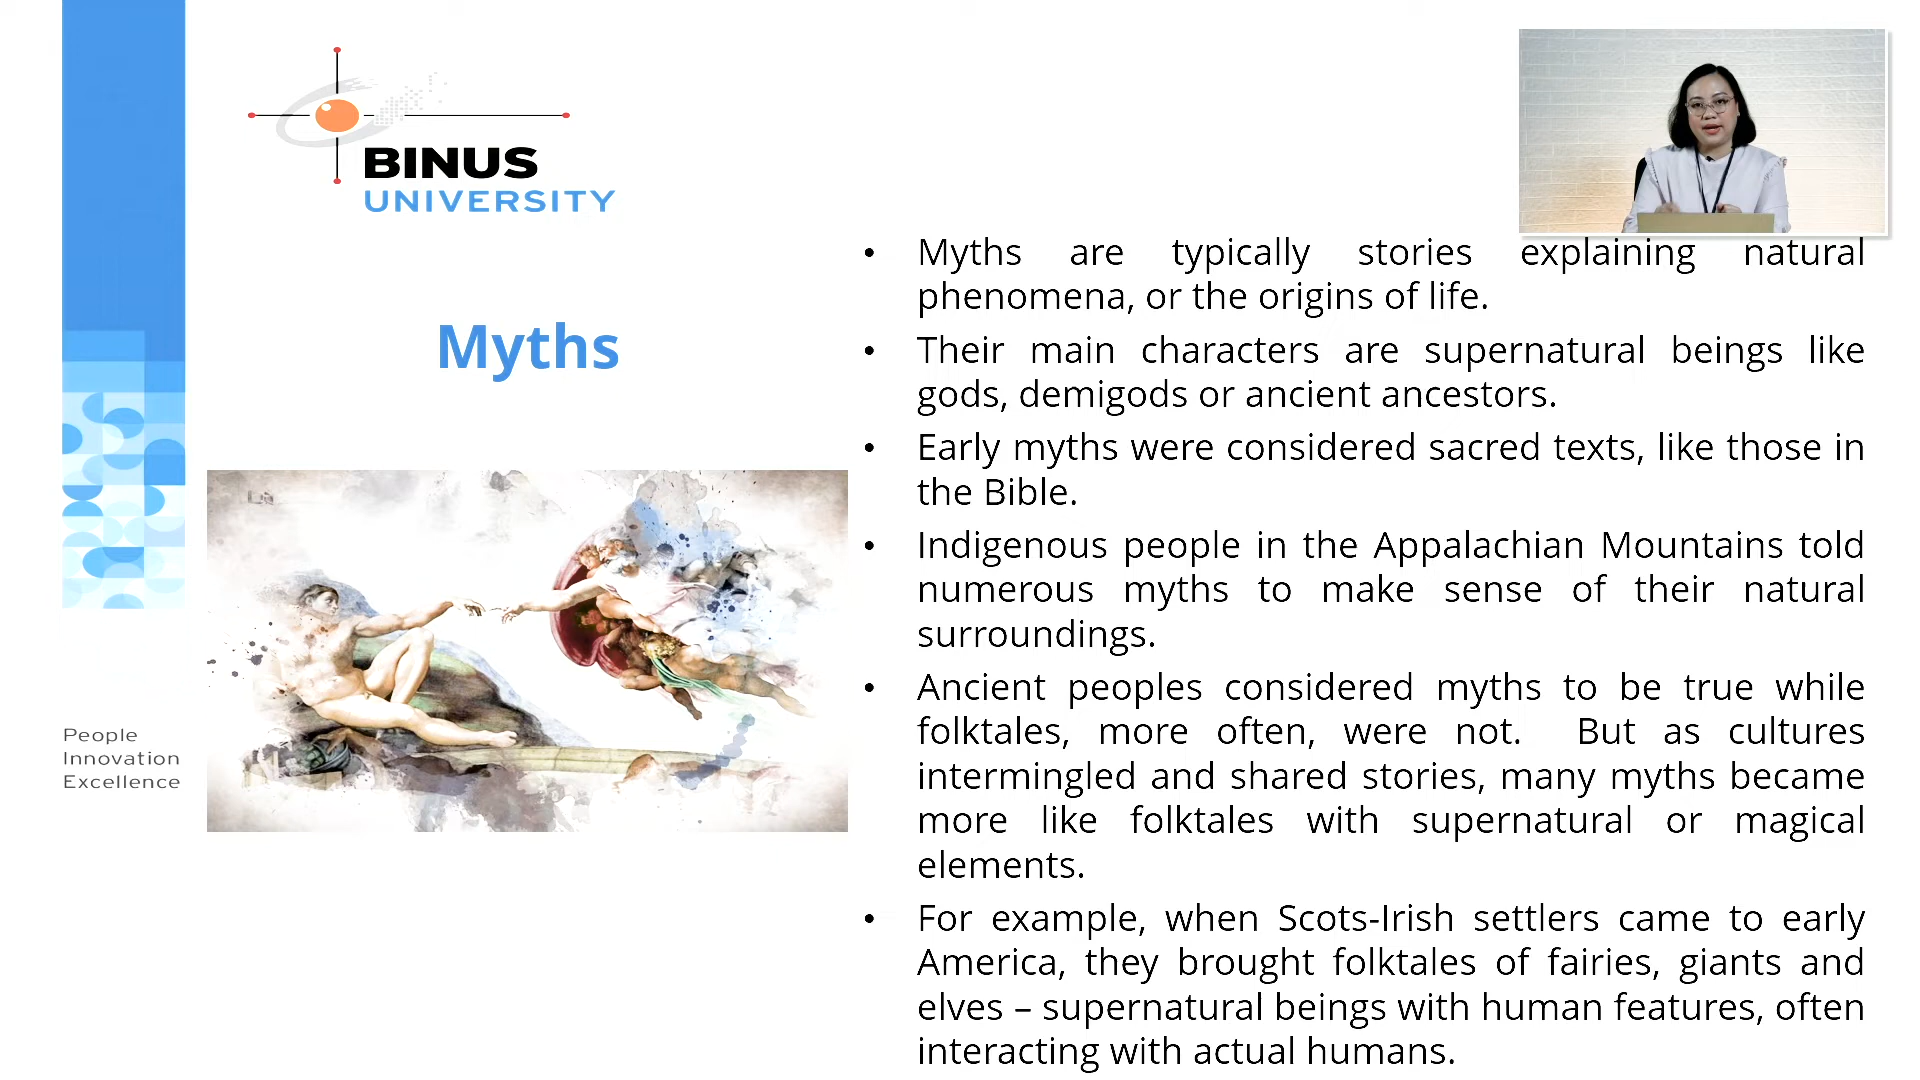 BINUS
UNIVERSITY
Myths
People
Innovation
Excellence
• Myths are typically stories explaining natural
phenomena, or the origins of life.
• Their main characters are supernatural beings like
gods, demigods or ancient ancestors.
• Early myths were considered sacred texts, like those in
the Bible.
• Indigenous people in the Appalachian Mountains told
numerous myths to make sense of their natural
surroundings.
• Ancient peoples considered myths to be true while
folktales, more often, were not. But as cultures
intermingled and shared stories, many myths became
more like folktales with supernatural or magical
elements.
• For example, when Scots-Irish settlers came to early
America, they brought folktales of fairies, giants and
elves – supernatural beings with human features, often
interacting with actual humans.